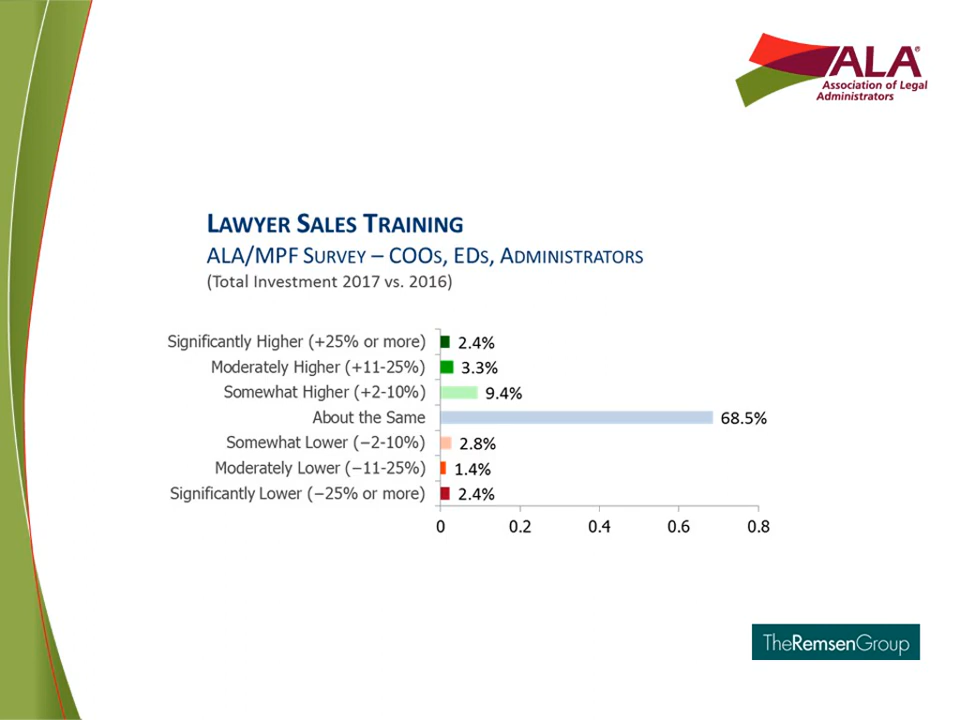 ALA®
Association of Legal
Administrators
LAWYER SALES TRAINING
ALA/MPF SURVEY – COOS, EDS, ADMINISTRATORS
(Total Investment 2017 vs. 2016)
Significantly Higher (+25% or more) 2.4%
Moderately Higher (+11-25%) 3.3%
Somewhat Higher (+2-10%) 9.4%
About the Same 68.5%
Somewhat Lower (−2-10%) 2.8%
Moderately Lower (−11-25%) 1.4%
Significantly Lower (−25% or more) 2.4%
0 0.2 0.4 0.6 0.8
TheRemsenGroup